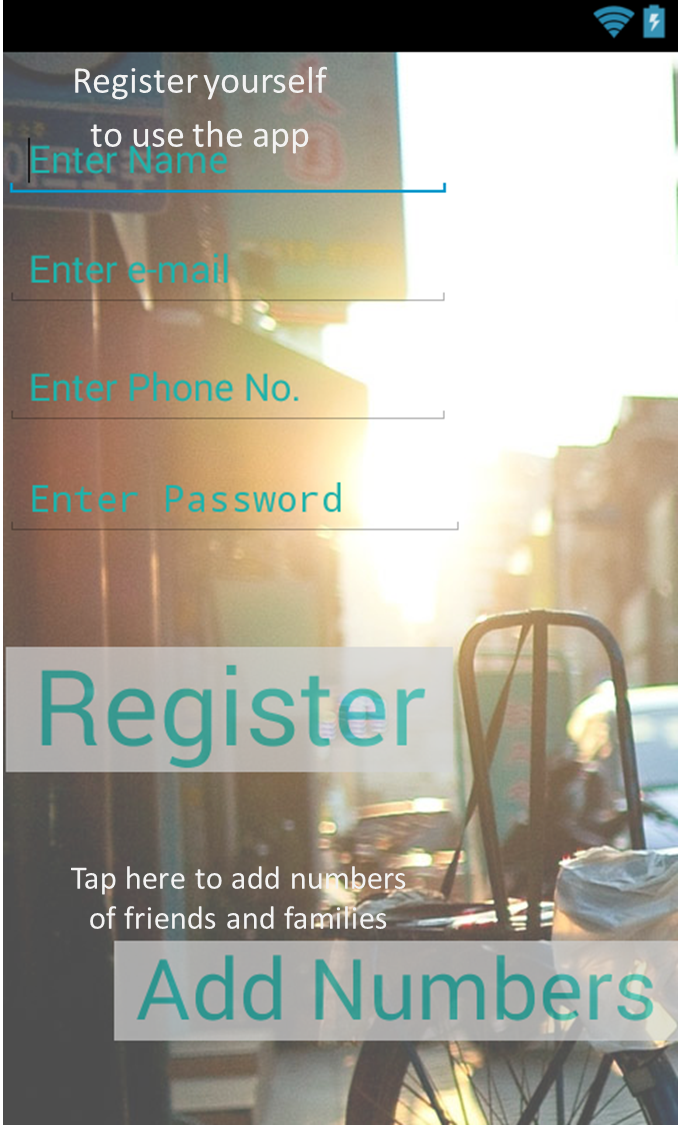 Register yourself
to use the app
Enter Name
Enter e-mail
Enter Phone No.
Enter Password
Register
Tap here to add numbers
of friends and families
Add Numbers